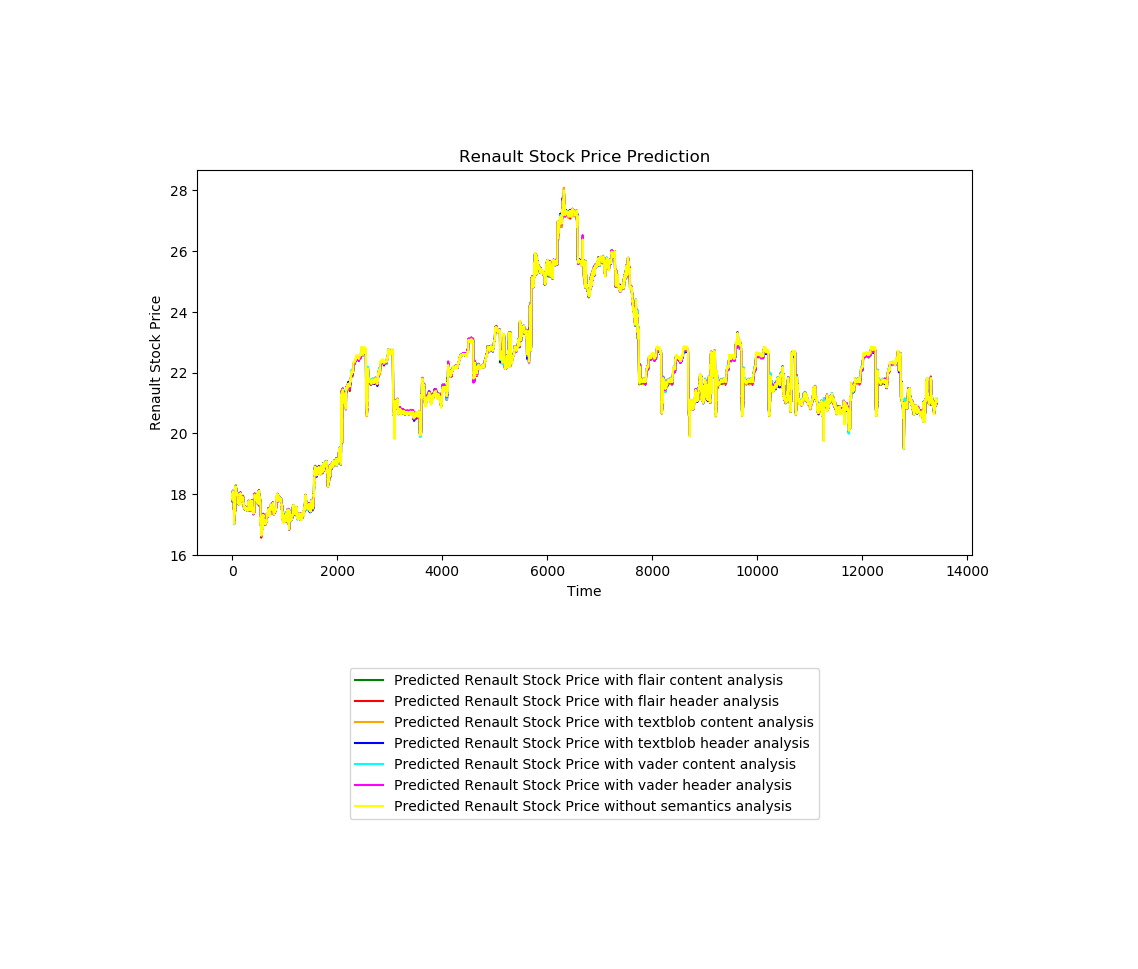 Renault Stock Price Prediction
28
26
24
22
20
18
16
Renault Stock Price
0 2000 4000 6000 8000 10000 12000 14000
Time
Predicted Renault Stock Price with flair content analysis
Predicted Renault Stock Price with flair header analysis
Predicted Renault Stock Price with textblob content analysis
Predicted Renault Stock Price with textblob header analysis
Predicted Renault Stock Price with vader content analysis
Predicted Renault Stock Price with vader header analysis
Predicted Renault Stock Price without semantics analysis